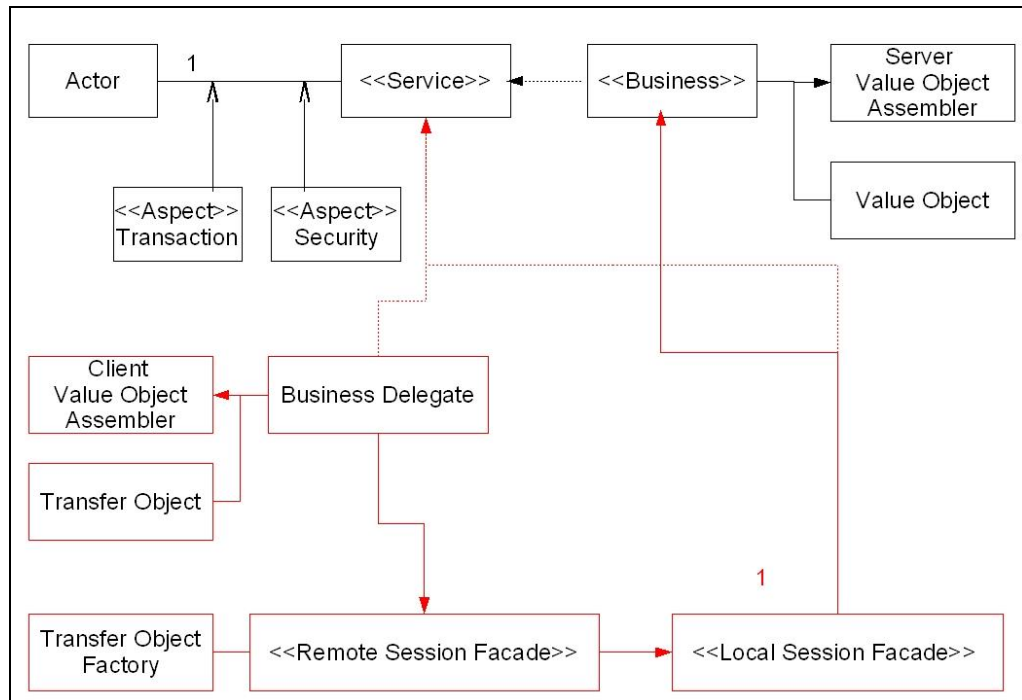 Actor
1
<<Service>>
<<Business>>
Server
Value Object
Assembler
<<Aspect>>
Transaction
<<Aspect>>
Security
Value Object
Client
Value Object
Assembler
Business Delegate
Transfer Object
1
Transfer Object
Factory
<<Remote Session Facade>>
<<Local Session Facade>>